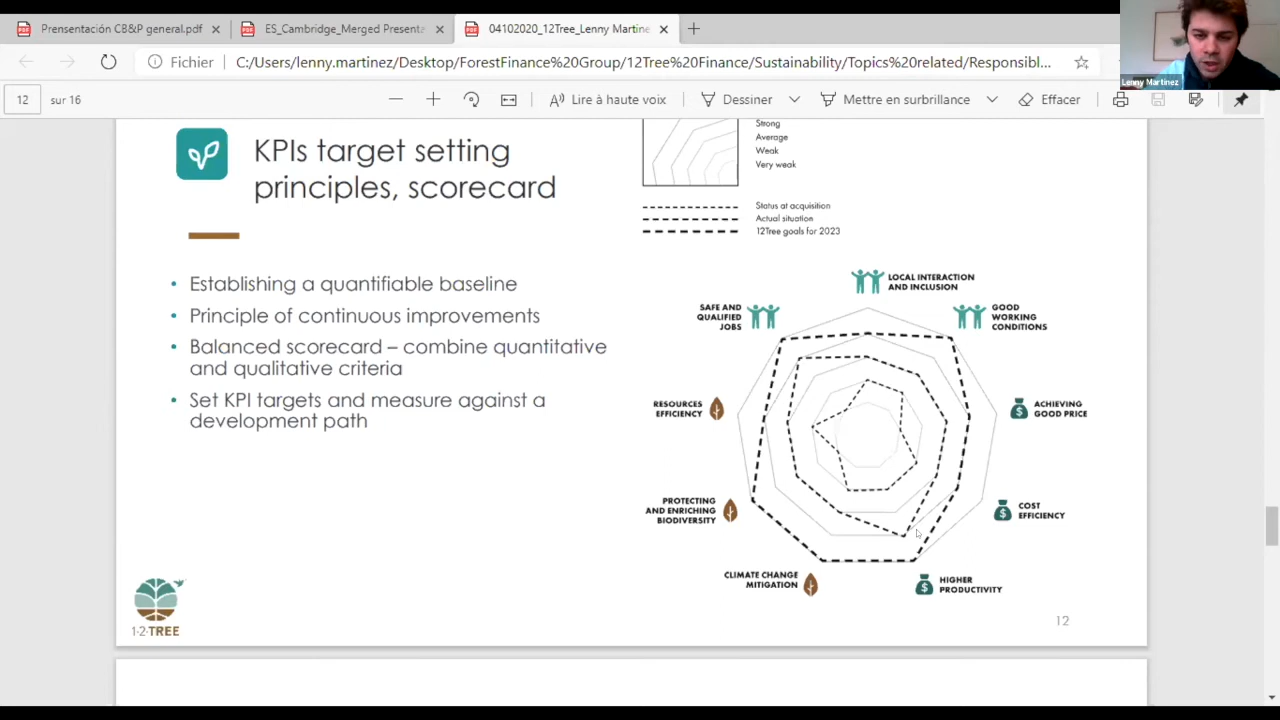 Prensentación CB&P general.pdf
ES_Cambridge_Merged Presenta
04102020_12Tree_Lenny Martine
Fichier
C:/Users/lenny.martinez/Desktop/ForestFinance%20Group/12Tree%20Finance/Sustainability/Topics%20related/Responsibl...
Lenny Martinez
12
sur 16
Lire à haute voix
Dessiner
Mettre en surbrillance
Effacer
KPIs target setting
principles, scorecard
Strong
Average
Weak
Very weak
Status at acquisition
Actual situation
12Tree goals for 2023
• Establishing a quantifiable baseline
• Principle of continuous improvements
• Balanced scorecard – combine quantitative
and qualitative criteria
• Set KPI targets and measure against a
development path
LOCAL INTERACTION
AND INCLUSION
SAFE AND
QUALIFIED
JOBS
GOOD
WORKING
CONDITIONS
RESOURCES
EFFICIENCY
ACHIEVING
GOOD PRICE
PROTECTING
AND ENRICHING
BIODIVERSITY
COST
EFFICIENCY
CLIMATE CHANGE
MITIGATION
HIGHER
PRODUCTIVITY
1·2·TREE
12